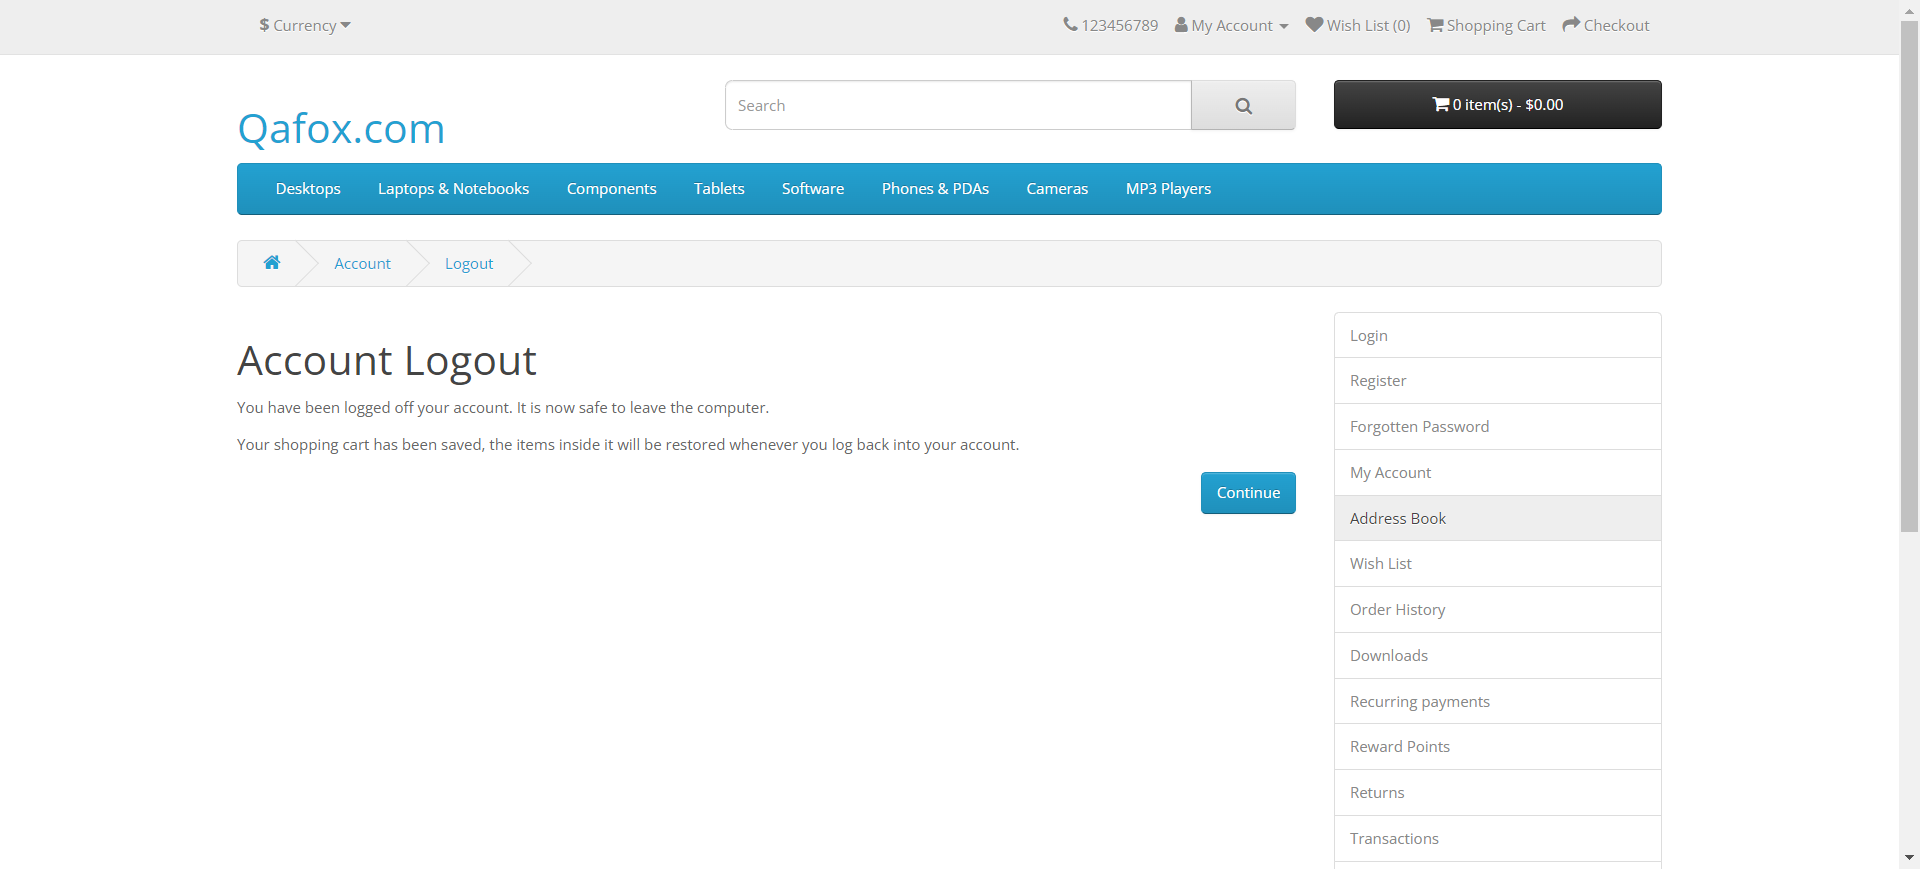 $ Currency
123456789 My Account Wish List (0) Shopping Cart Checkout
Search
0 item(s) - $0.00
Qafox.com
Desktops Laptops & Notebooks Components Tablets Software Phones & PDAs Cameras MP3 Players
Account Logout
Account Logout
You have been logged off your account. It is now safe to leave the computer.
Your shopping cart has been saved, the items inside it will be restored whenever you log back into your account.
Continue
Login
Register
Forgotten Password
My Account
Address Book
Wish List
Order History
Downloads
Recurring payments
Reward Points
Returns
Transactions